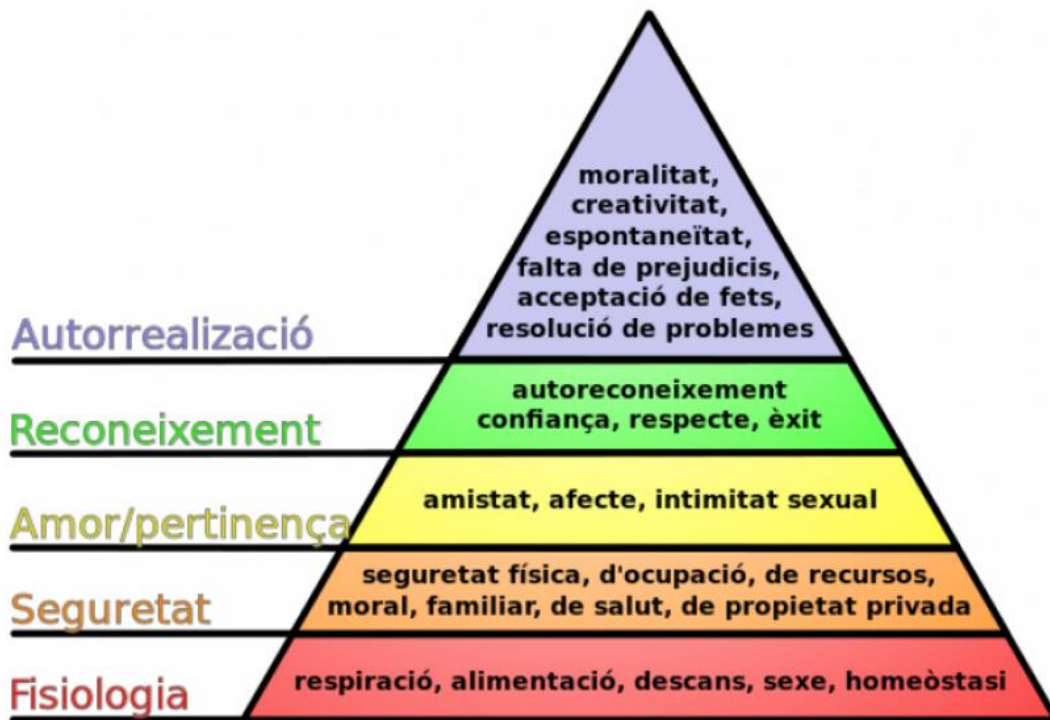 moralitat,
creativitat,
espontaneïtat,
falta de prejudicis,
acceptació de fets,
resolució de problemes
Autorrealizació
autoreconeixement
confiança, respecte, èxit
Reconeixement
amistat, afecte, intimitat sexual
Amor/pertinença
seguretat física, d'ocupació, de recursos,
moral, familiar, de salut, de propietat privada
Seguretat
respiració, alimentació, descans, sexe, homeòstasi
Fisiologia